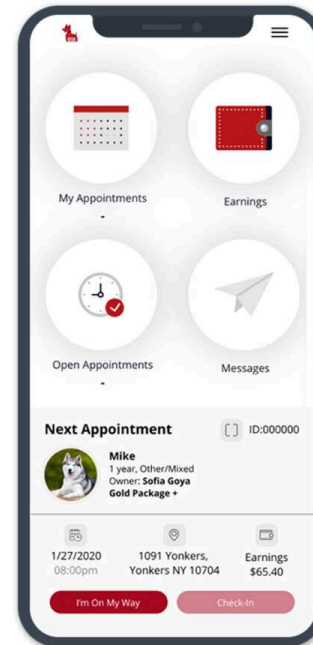 My Appointments
-
Earnings
Open Appointments
-
Messages
Next Appointment
[ ] ID:000000
Mike
1 year, Other/Mixed
Owner: Sofia Goya
Gold Package +
1/27/2020
08:00pm
1091 Yonkers,
Yonkers NY 10704
Earnings
$65.40
I'm On My Way
Check-In